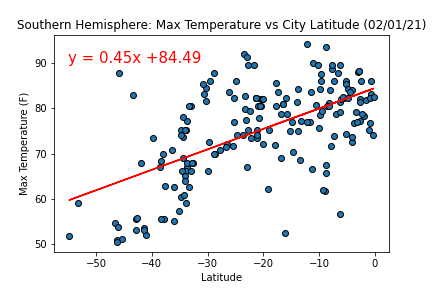 Southern Hemisphere: Max Temperature vs City Latitude (02/01/21)
y = 0.45x +84.49
Max Temperature (F)
90
80
70
60
50
−50
−40
−30
−20
−10
0
Latitude